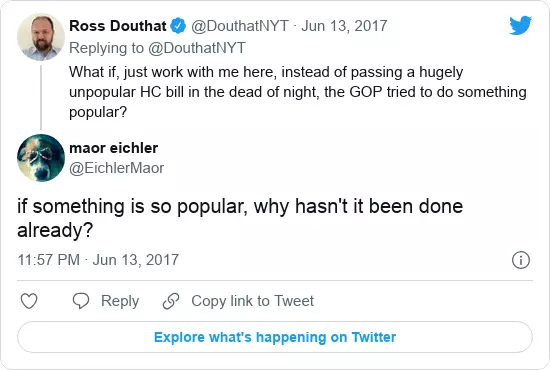 Ross Douthat @DouthatNYT · Jun 13, 2017
Replying to @DouthatNYT
What if, just work with me here, instead of passing a hugely
unpopular HC bill in the dead of night, the GOP tried to do something
popular?
maor eichler
@EichlerMaor
if something is so popular, why hasn't it been done
already?
11:57 PM · Jun 13, 2017
Reply Copy link to Tweet
Explore what's happening on Twitter